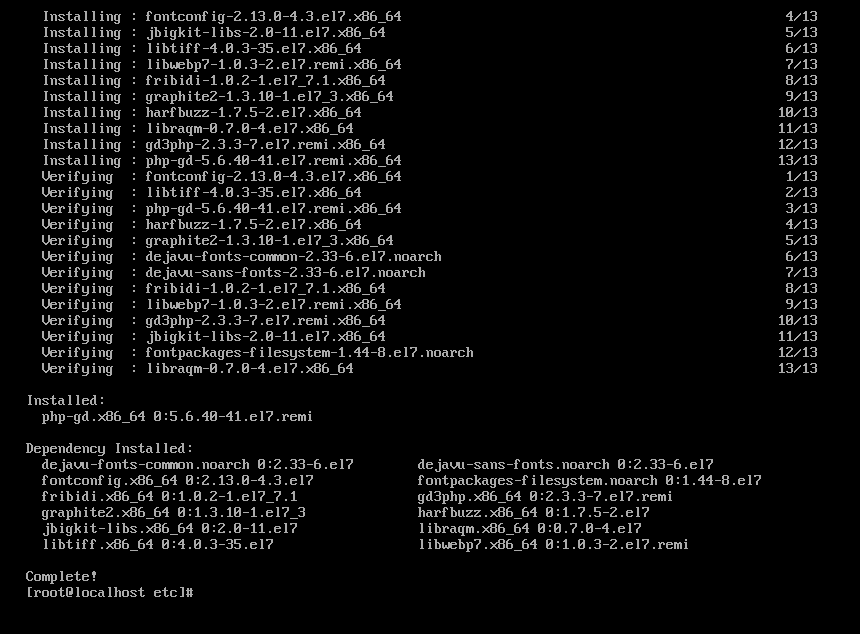 Installing : fontconfig-2.13.0-4.3.el7.x86_64 4/13
Installing : jbigkit-libs-2.0-11.el7.x86_64 5/13
Installing : libtiff-4.0.3-35.el7.x86_64 6/13
Installing : libwebp7-1.0.3-2.el7.remi.x86_64 7/13
Installing : fribidi-1.0.2-1.el7_7.1.x86_64 8/13
Installing : graphite2-1.3.10-1.el7_3.x86_64 9/13
Installing : harfbuzz-1.7.5-2.el7.x86_64 10/13
Installing : libraqm-0.7.0-4.el7.x86_64 11/13
Installing : gd3php-2.3.3-7.el7.remi.x86_64 12/13
Installing : php-gd-5.6.40-41.el7.remi.x86_64 13/13
Verifying : fontconfig-2.13.0-4.3.el7.x86_64 1/13
Verifying : libtiff-4.0.3-35.el7.x86_64 2/13
Verifying : php-gd-5.6.40-41.el7.remi.x86_64 3/13
Verifying : harfbuzz-1.7.5-2.el7.x86_64 4/13
Verifying : graphite2-1.3.10-1.el7_3.x86_64 5/13
Verifying : dejavu-fonts-common-2.33-6.el7.noarch 6/13
Verifying : dejavu-sans-fonts-2.33-6.el7.noarch 7/13
Verifying : fribidi-1.0.2-1.el7_7.1.x86_64 8/13
Verifying : libwebp7-1.0.3-2.el7.remi.x86_64 9/13
Verifying : gd3php-2.3.3-7.el7.remi.x86_64 10/13
Verifying : jbigkit-libs-2.0-11.el7.x86_64 11/13
Verifying : fontpackages-filesystem-1.44-8.el7.noarch 12/13
Verifying : libraqm-0.7.0-4.el7.x86_64 13/13
Installed:
php-gd.x86_64 0:5.6.40-41.el7.remi
Dependency Installed:
dejavu-fonts-common.noarch 0:2.33-6.el7 dejavu-sans-fonts.noarch 0:2.33-6.el7
fontconfig.x86_64 0:2.13.0-4.3.el7 fontpackages-filesystem.noarch 0:1.44-8.el7
fribidi.x86_64 0:1.0.2-1.el7_7.1 gd3php.x86_64 0:2.3.3-7.el7.remi
graphite2.x86_64 0:1.3.10-1.el7_3 harfbuzz.x86_64 0:1.7.5-2.el7
jbigkit-libs.x86_64 0:2.0-11.el7 libraqm.x86_64 0:0.7.0-4.el7
libtiff.x86_64 0:4.0.3-35.el7 libwebp7.x86_64 0:1.0.3-2.el7.remi
Complete!
[root@localhost etc]#